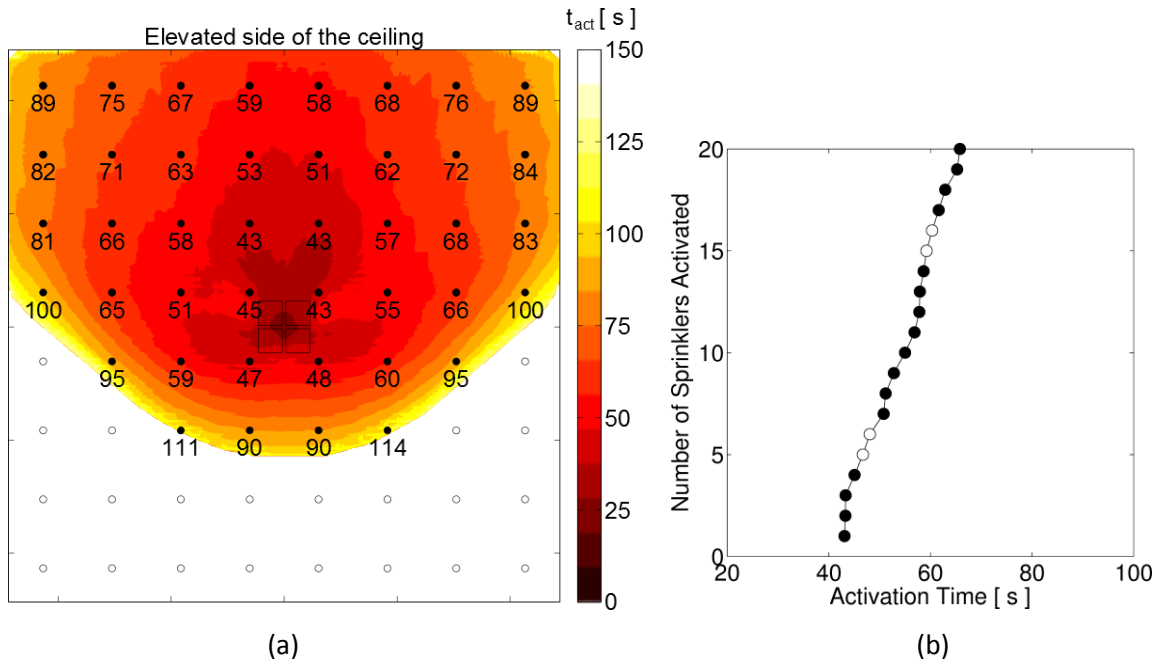 t_act [ s ]
Elevated side of the ceiling
150
125
100
75
50
25
0
89 75 67 59 58 68 76 89
82 71 63 53 51 62 72 84
81 66 58 43 43 57 68 83
100 65 51 45 43 55 66 100
95 59 47 48 60 95
111 90 90 114
(a)
20
15
10
5
0
Number of Sprinklers Activated
20 40 60 80 100
Activation Time [ s ]
(b)